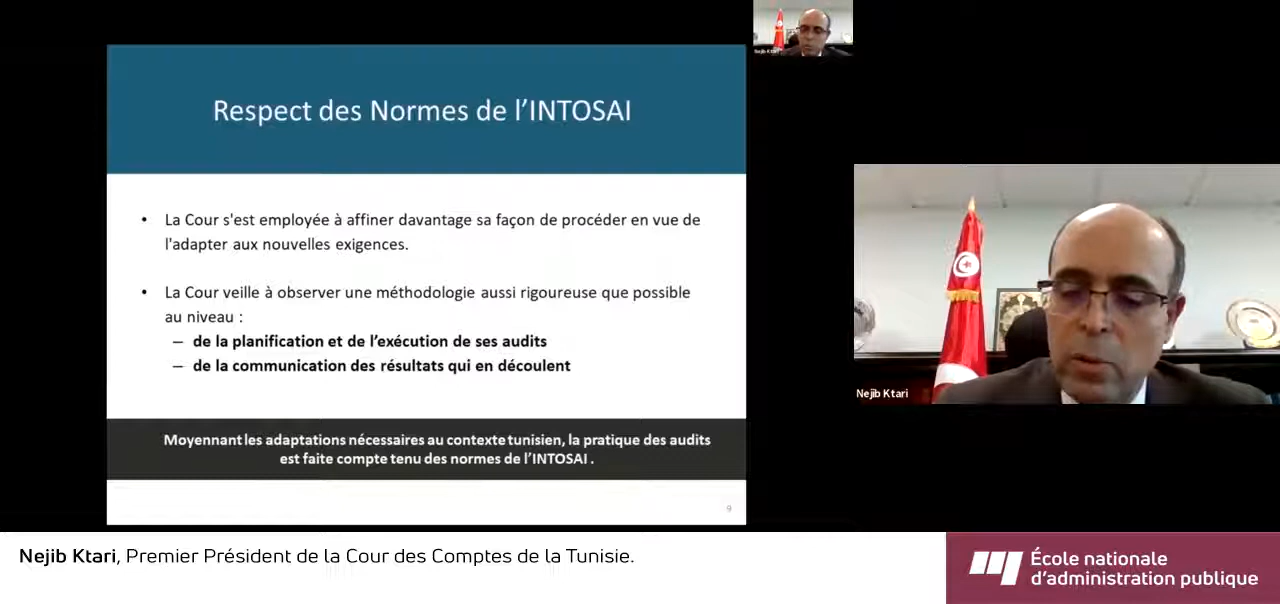 Respect des Normes de l’INTOSAI
• La Cour s'est employée à affiner davantage sa façon de procéder en vue de
l'adapter aux nouvelles exigences.
• La Cour veille à observer une méthodologie aussi rigoureuse que possible
au niveau :
– de la planification et de l’exécution de ses audits
– de la communication des résultats qui en découlent
Moyennant les adaptations nécessaires au contexte tunisien, la pratique des audits
est faite compte tenu des normes de l’INTOSAI .
9
Nejib Ktari
Nejib Ktari
Nejib Ktari, Premier Président de la Cour des Comptes de la Tunisie.
École nationale
d’administration publique